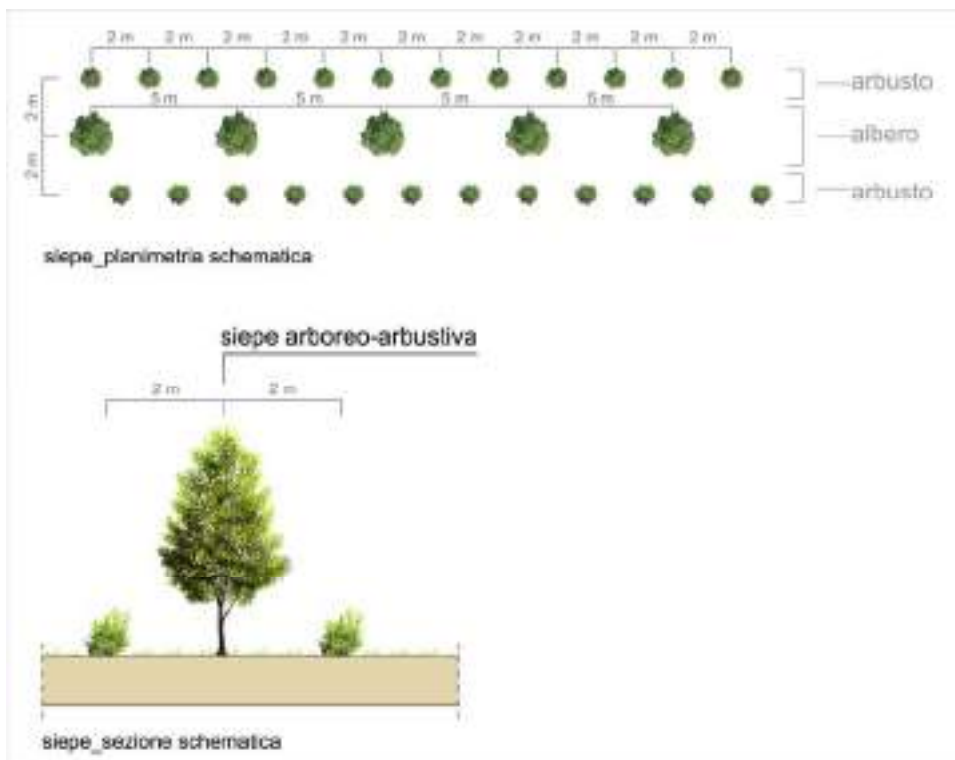 2 m 2 m 2 m 2 m 2 m 2 m 2 m 2 m 2 m 2 m 2 m
arbusto
5 m 5 m 5 m 5 m
2 m
albero
2 m
arbusto
siepe_planimetria schematica
siepe arboreo-arbustiva
2 m 2 m
siepe_sezione schematica